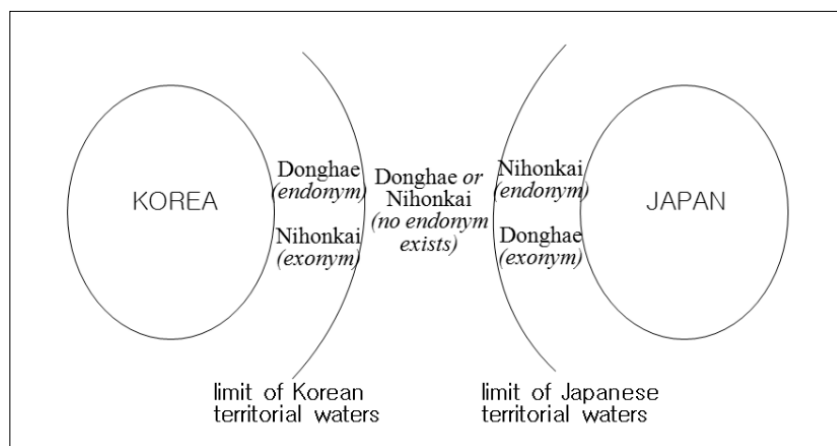 KOREA
Donghae
(endonym)
Nihonkai
(exonym)
Donghae or
Nihonkai
(no endonym
exists)
Nihonkai
(endonym)
Donghae
(exonym)
JAPAN
limit of Korean
territorial waters
limit of Japanese
territorial waters